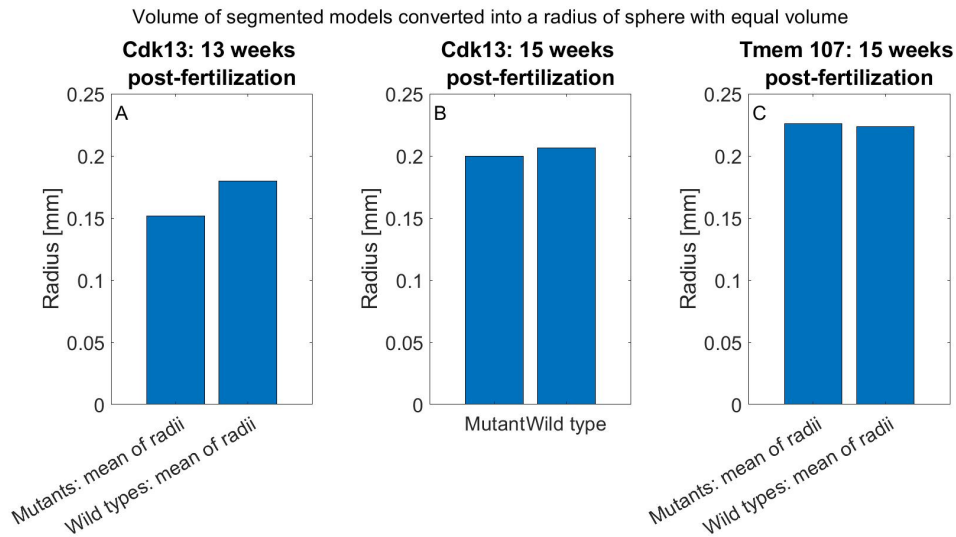 Volume of segmented models converted into a radius of sphere with equal volume
Cdk13: 13 weeks
post-fertilization
A
0.25
0.2
0.15
0.1
0.05
0
Radius [mm]
Mutants: mean of radii
Wild types: mean of radii
Cdk13: 15 weeks
post-fertilization
B
0.25
0.2
0.15
0.1
0.05
0
Radius [mm]
Mutant
Wild type
Tmem 107: 15 weeks
post-fertilization
C
0.25
0.2
0.15
0.1
0.05
0
Radius [mm]
Mutants: mean of radii
Wild types: mean of radii